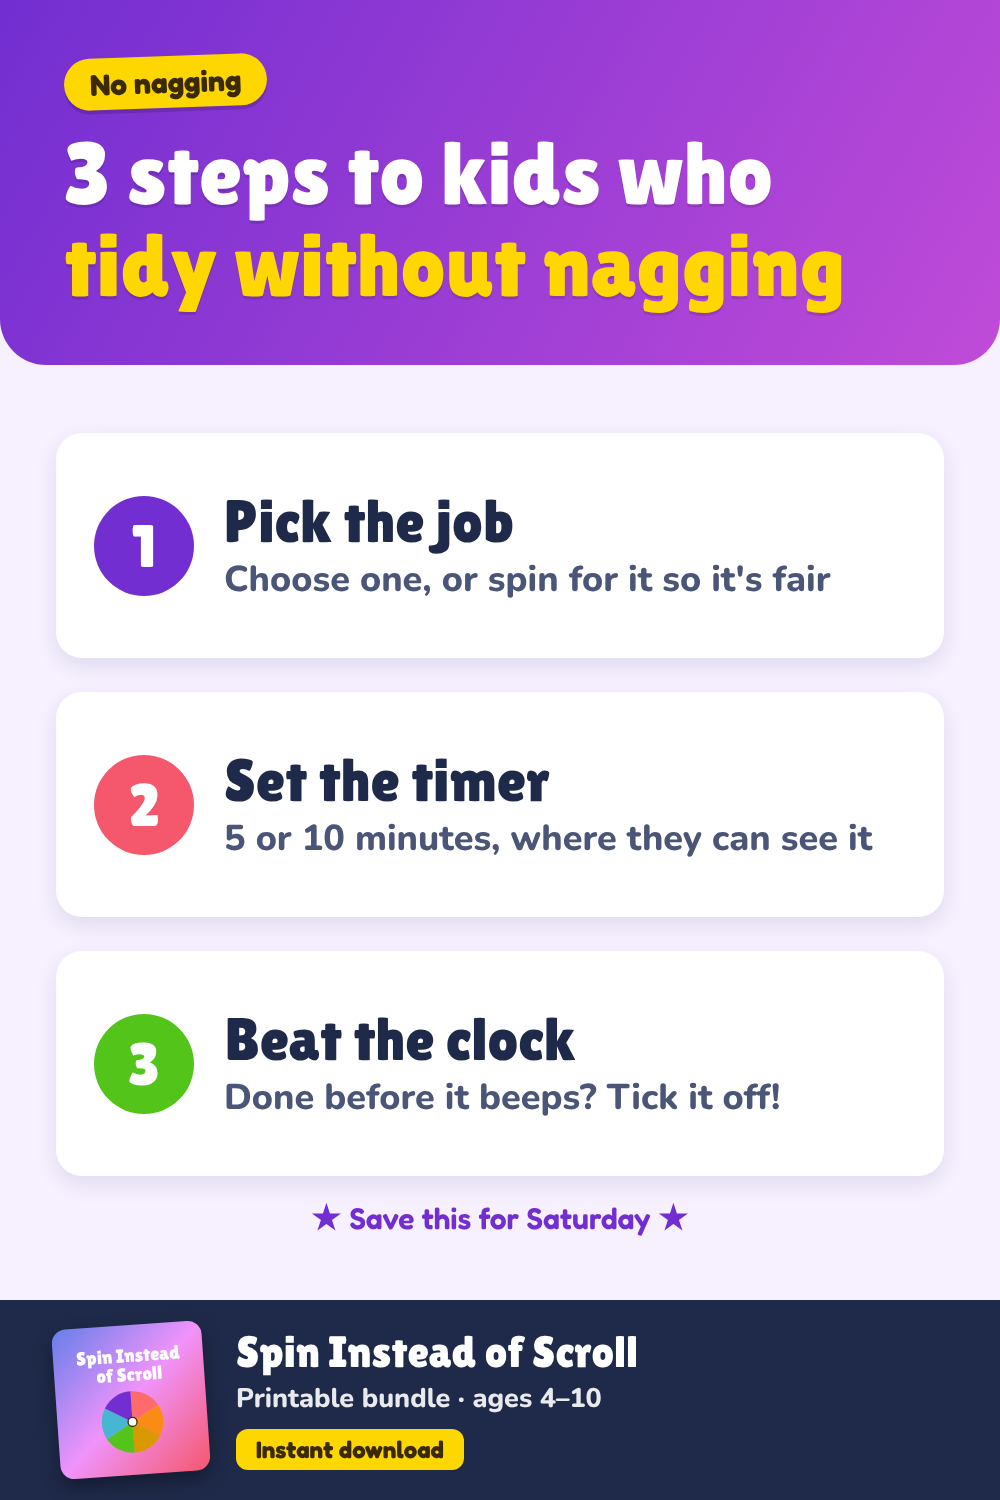 No nagging
3 steps to kids who
tidy without nagging
1
Pick the job
Choose one, or spin for it so it's fair
2
Set the timer
5 or 10 minutes, where they can see it
3
Beat the clock
Done before it beeps? Tick it off!
★ Save this for Saturday ★
Spin Instead
of Scroll
Spin Instead of Scroll
Printable bundle · ages 4–10
Instant download